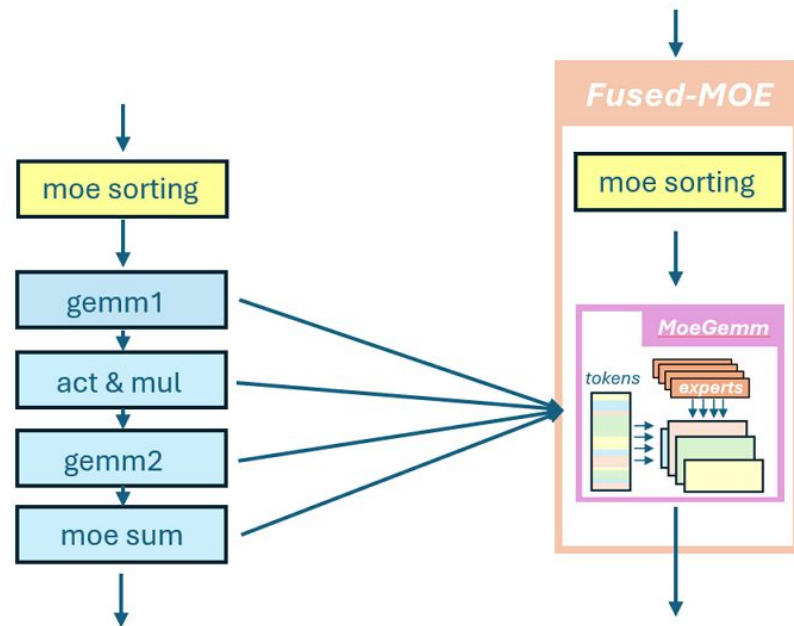 moe sorting
gemm1
act & mul
gemm2
moe sum
Fused-MOE
moe sorting
MoeGemm
tokens
experts